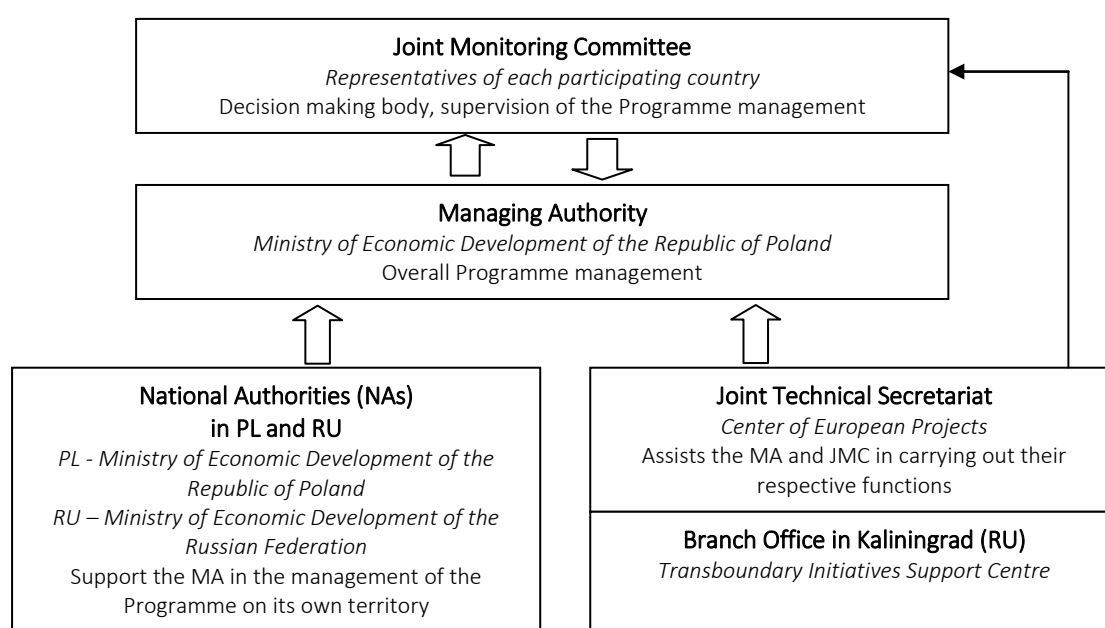 Joint Monitoring Committee
Representatives of each participating country
Decision making body, supervision of the Programme management
Managing Authority
Ministry of Economic Development of the Republic of Poland
Overall Programme management
National Authorities (NAs)
in PL and RU
PL - Ministry of Economic Development of the
Republic of Poland
RU – Ministry of Economic Development of the
Russian Federation
Support the MA in the management of the
Programme on its own territory
Joint Technical Secretariat
Center of European Projects
Assists the MA and JMC in carrying out their
respective functions
Branch Office in Kaliningrad (RU)
Transboundary Initiatives Support Centre